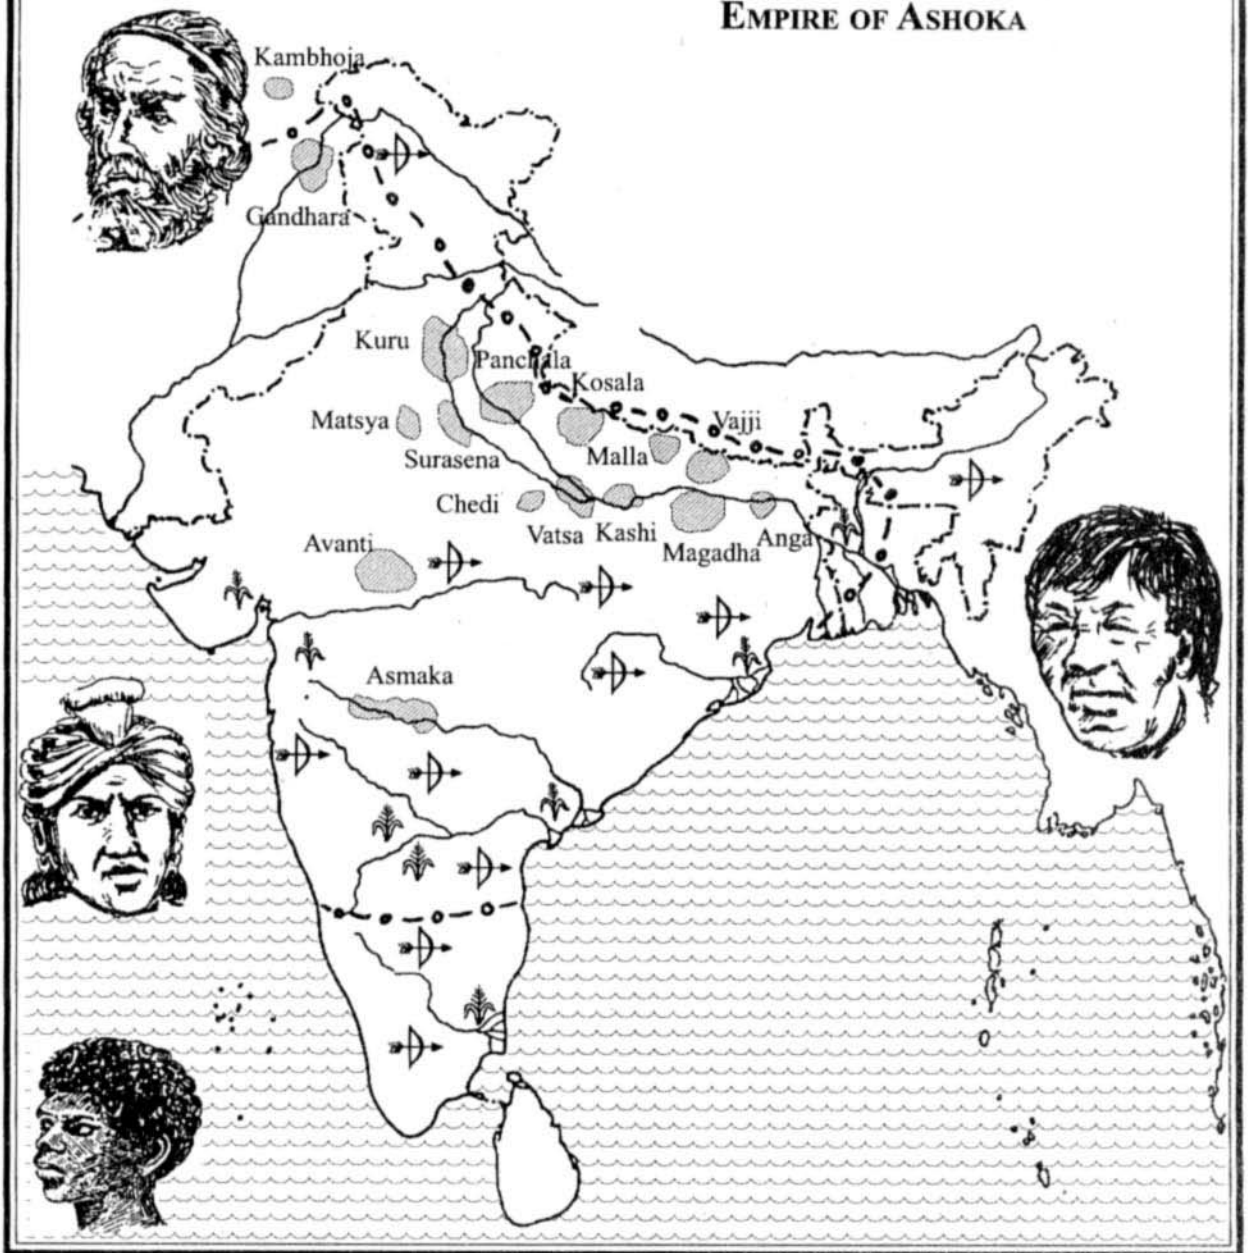 EMPIRE OF ASHOKA
Kambhoja
Gandhara
Kuru
Panchala
Kosala
Matsya
Vajji
Surasena
Malla
Chedi
Vatsa
Kashi
Magadha
Anga
Avanti
Asmaka